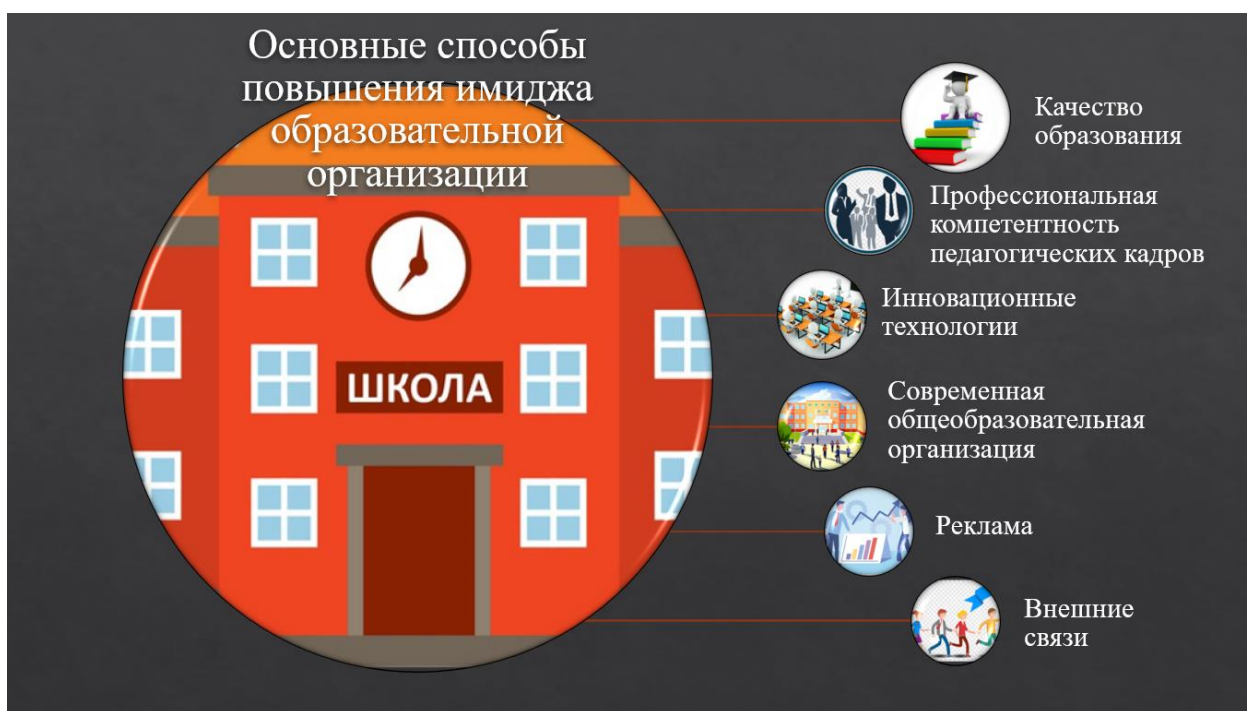 Основные способы
повышения имиджа
образовательной
организации
Качество
образования
Профессиональная
компетентность
педагогических кадров
Инновационные
технологии
ШКОЛА
Современная
общеобразовательная
организация
Реклама
Внешние
связи